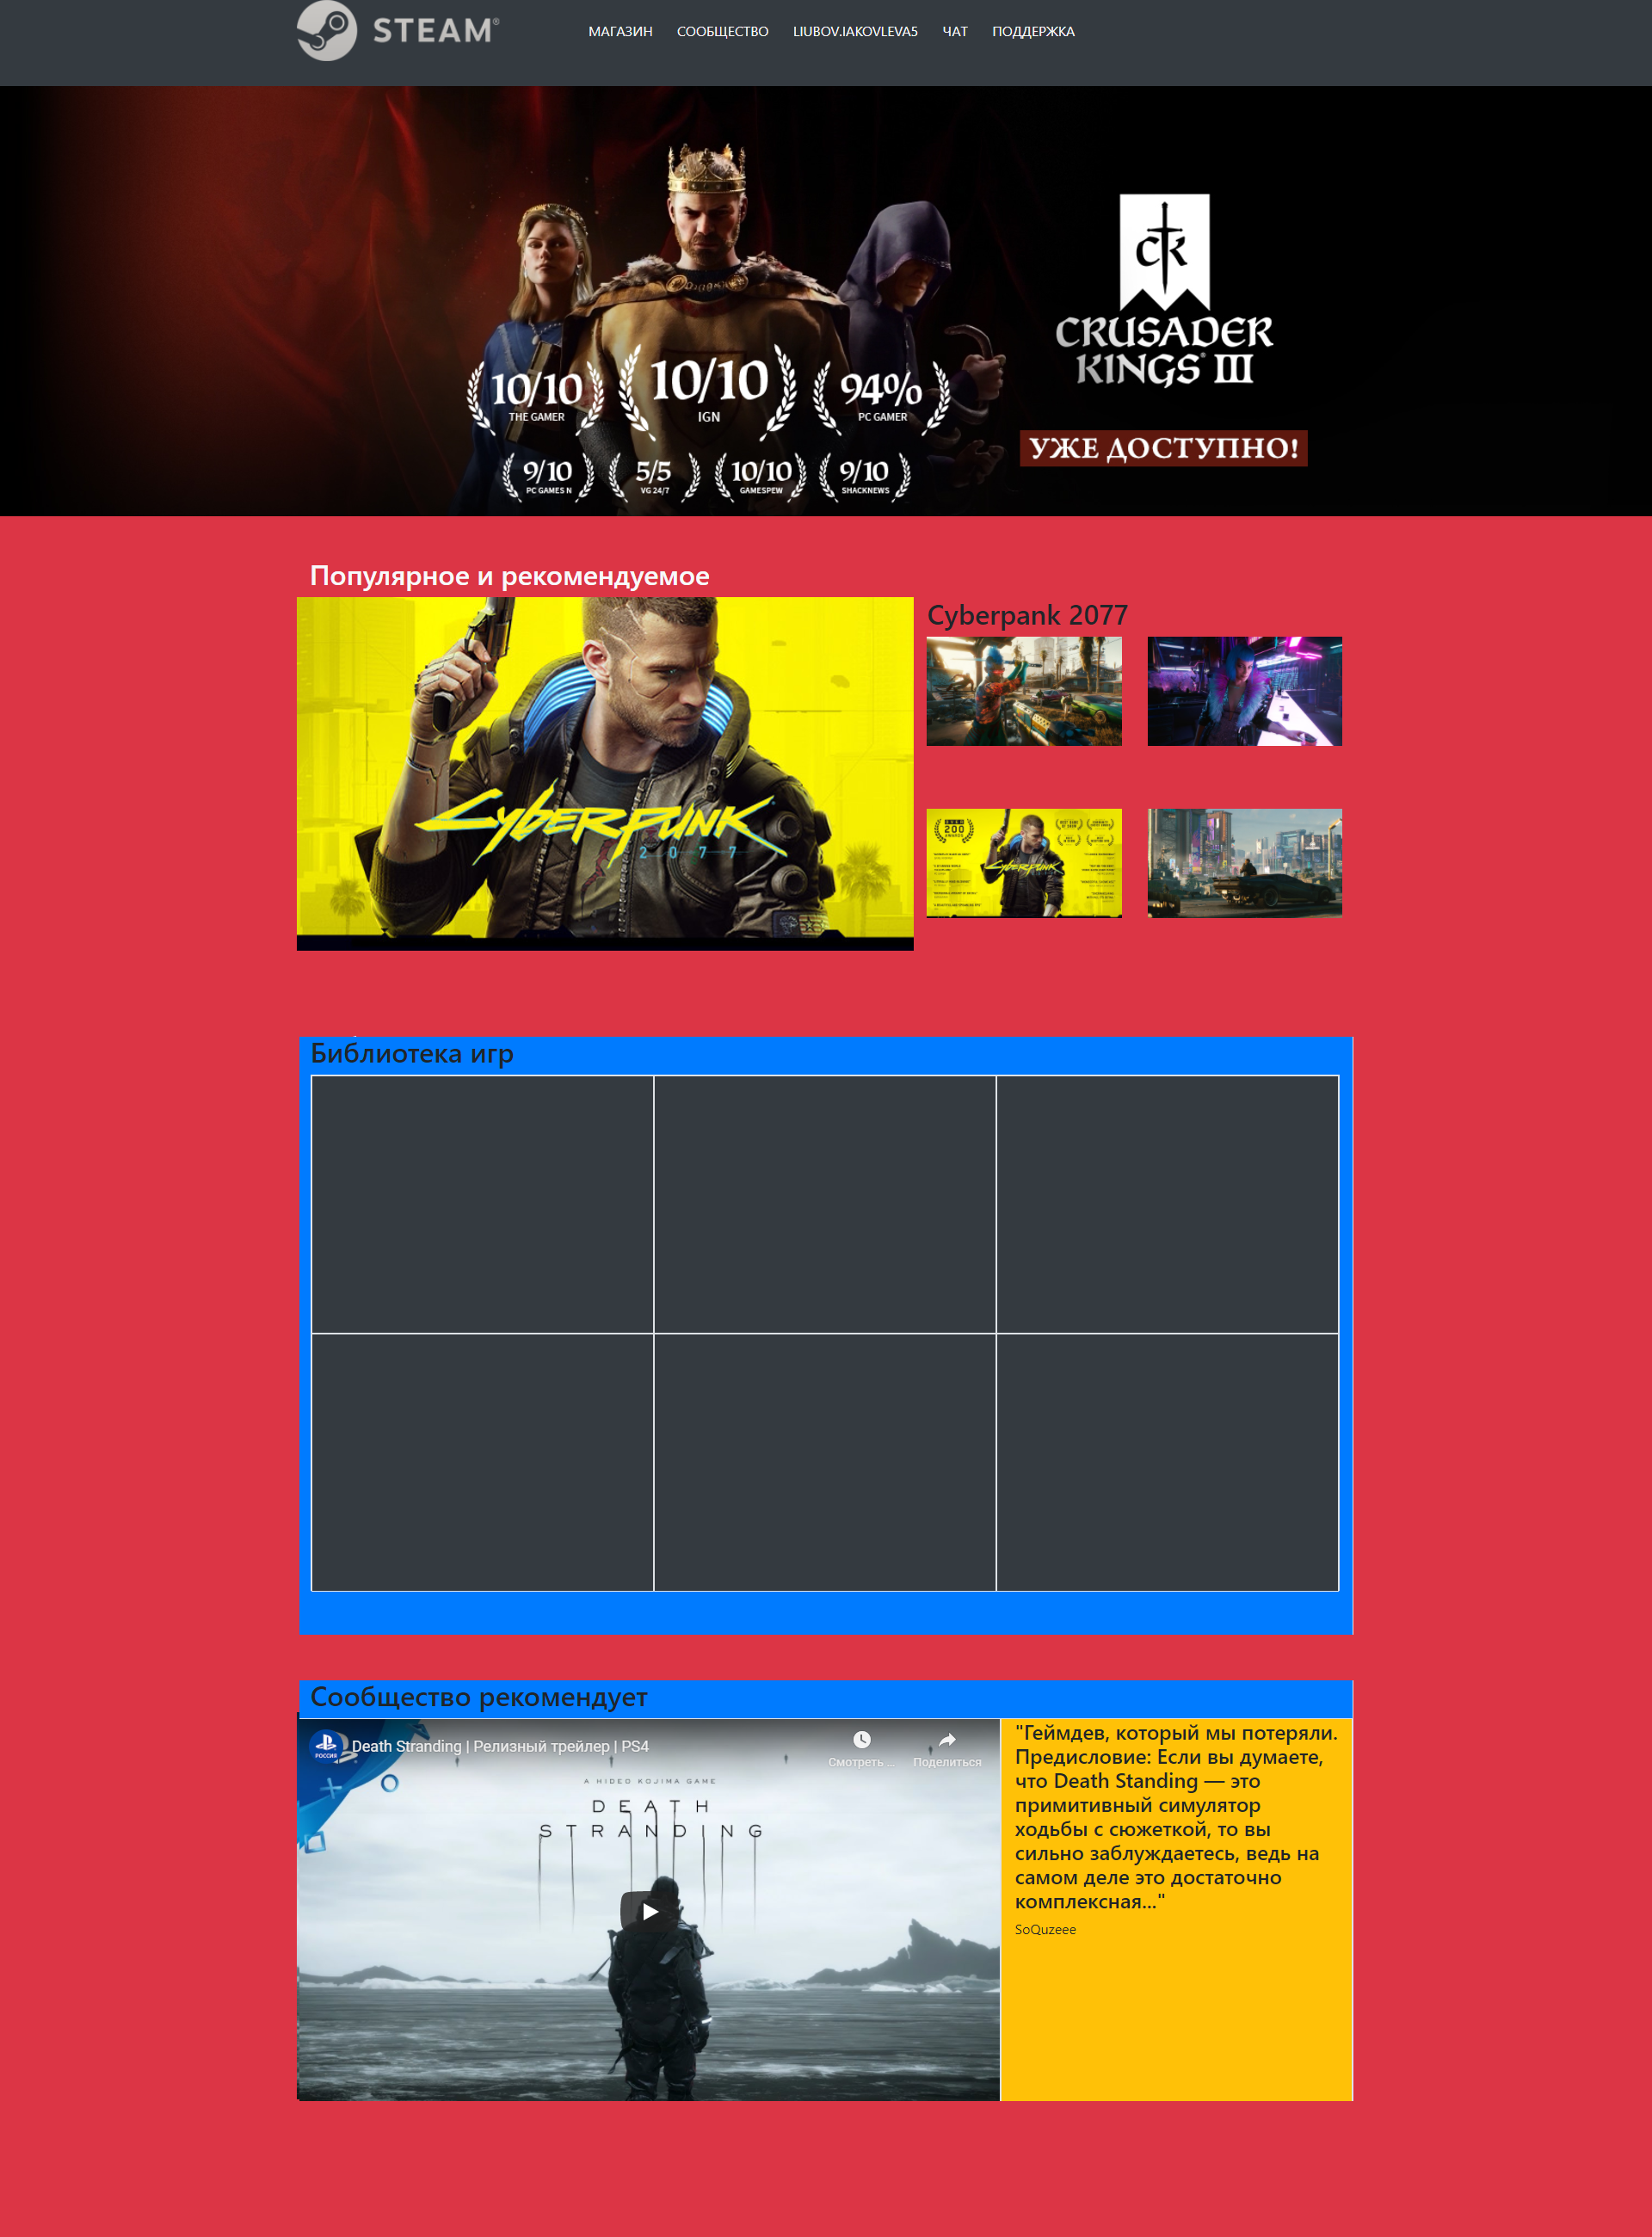 STEAM®
МАГАЗИН СООБЩЕСТВО LIUBOV.IAKOVLEVA5 ЧАТ ПОДДЕРЖКА
CK
CRUSADER
KINGS III
10/10
THE GAMER
10/10
IGN
94%
PC GAMER
УЖЕ ДОСТУПНО!
9/10
PC GAMES N
5/5
VG 24/7
10/10
GAMESPEW
9/10
SHACKNEWS
Популярное и рекомендуемое
Cyberpank 2077
CYBERPUNK
2077
200
CYBERPUNK
Библиотека игр
Сообщество рекомендует
РОССИЯ
Death Stranding | Релизный трейлер | PS4
Смотреть ...
Поделиться
A HIDEO KOJIMA GAME
DEATH
STRANDING
"Геймдев, который мы потеряли.
Предисловие: Если вы думаете,
что Death Standing — это
примитивный симулятор
ходьбы с сюжеткой, то вы
сильно заблуждаетесь, ведь на
самом деле это достаточно
комплексная..."
SoQuzeee